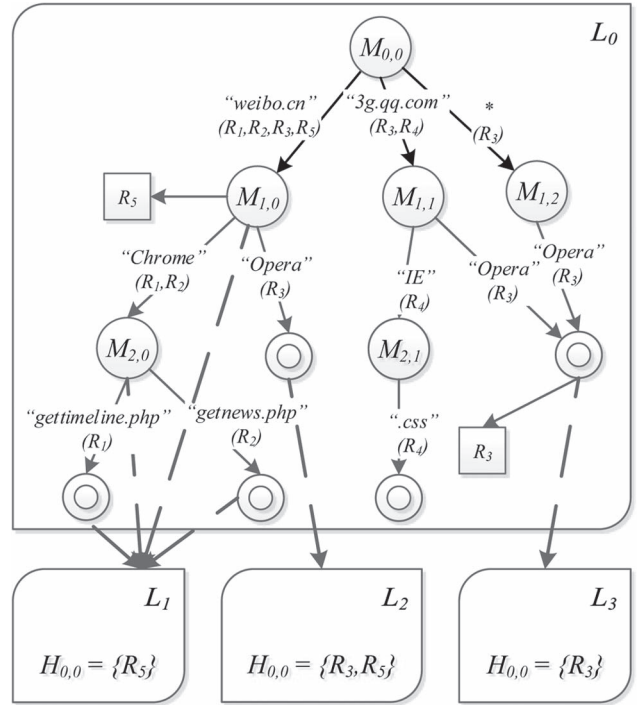 L0
M0,0
“weibo.cn” “3g.qq.com” *
(R1,R2,R3,R5) (R3,R4) (R3)
R5 M1,0 M1,1 M1,2
“Chrome” “Opera” “IE” “Opera” “Opera”
(R1,R2) (R3) (R4) (R3) (R3)
M2,0 M2,1
“gettimeline.php” “getnews.php” “.css”
(R1) (R2) (R4) R3
L1 L2 L3
H0,0 = {R5} H0,0 = {R3,R5} H0,0 = {R3}